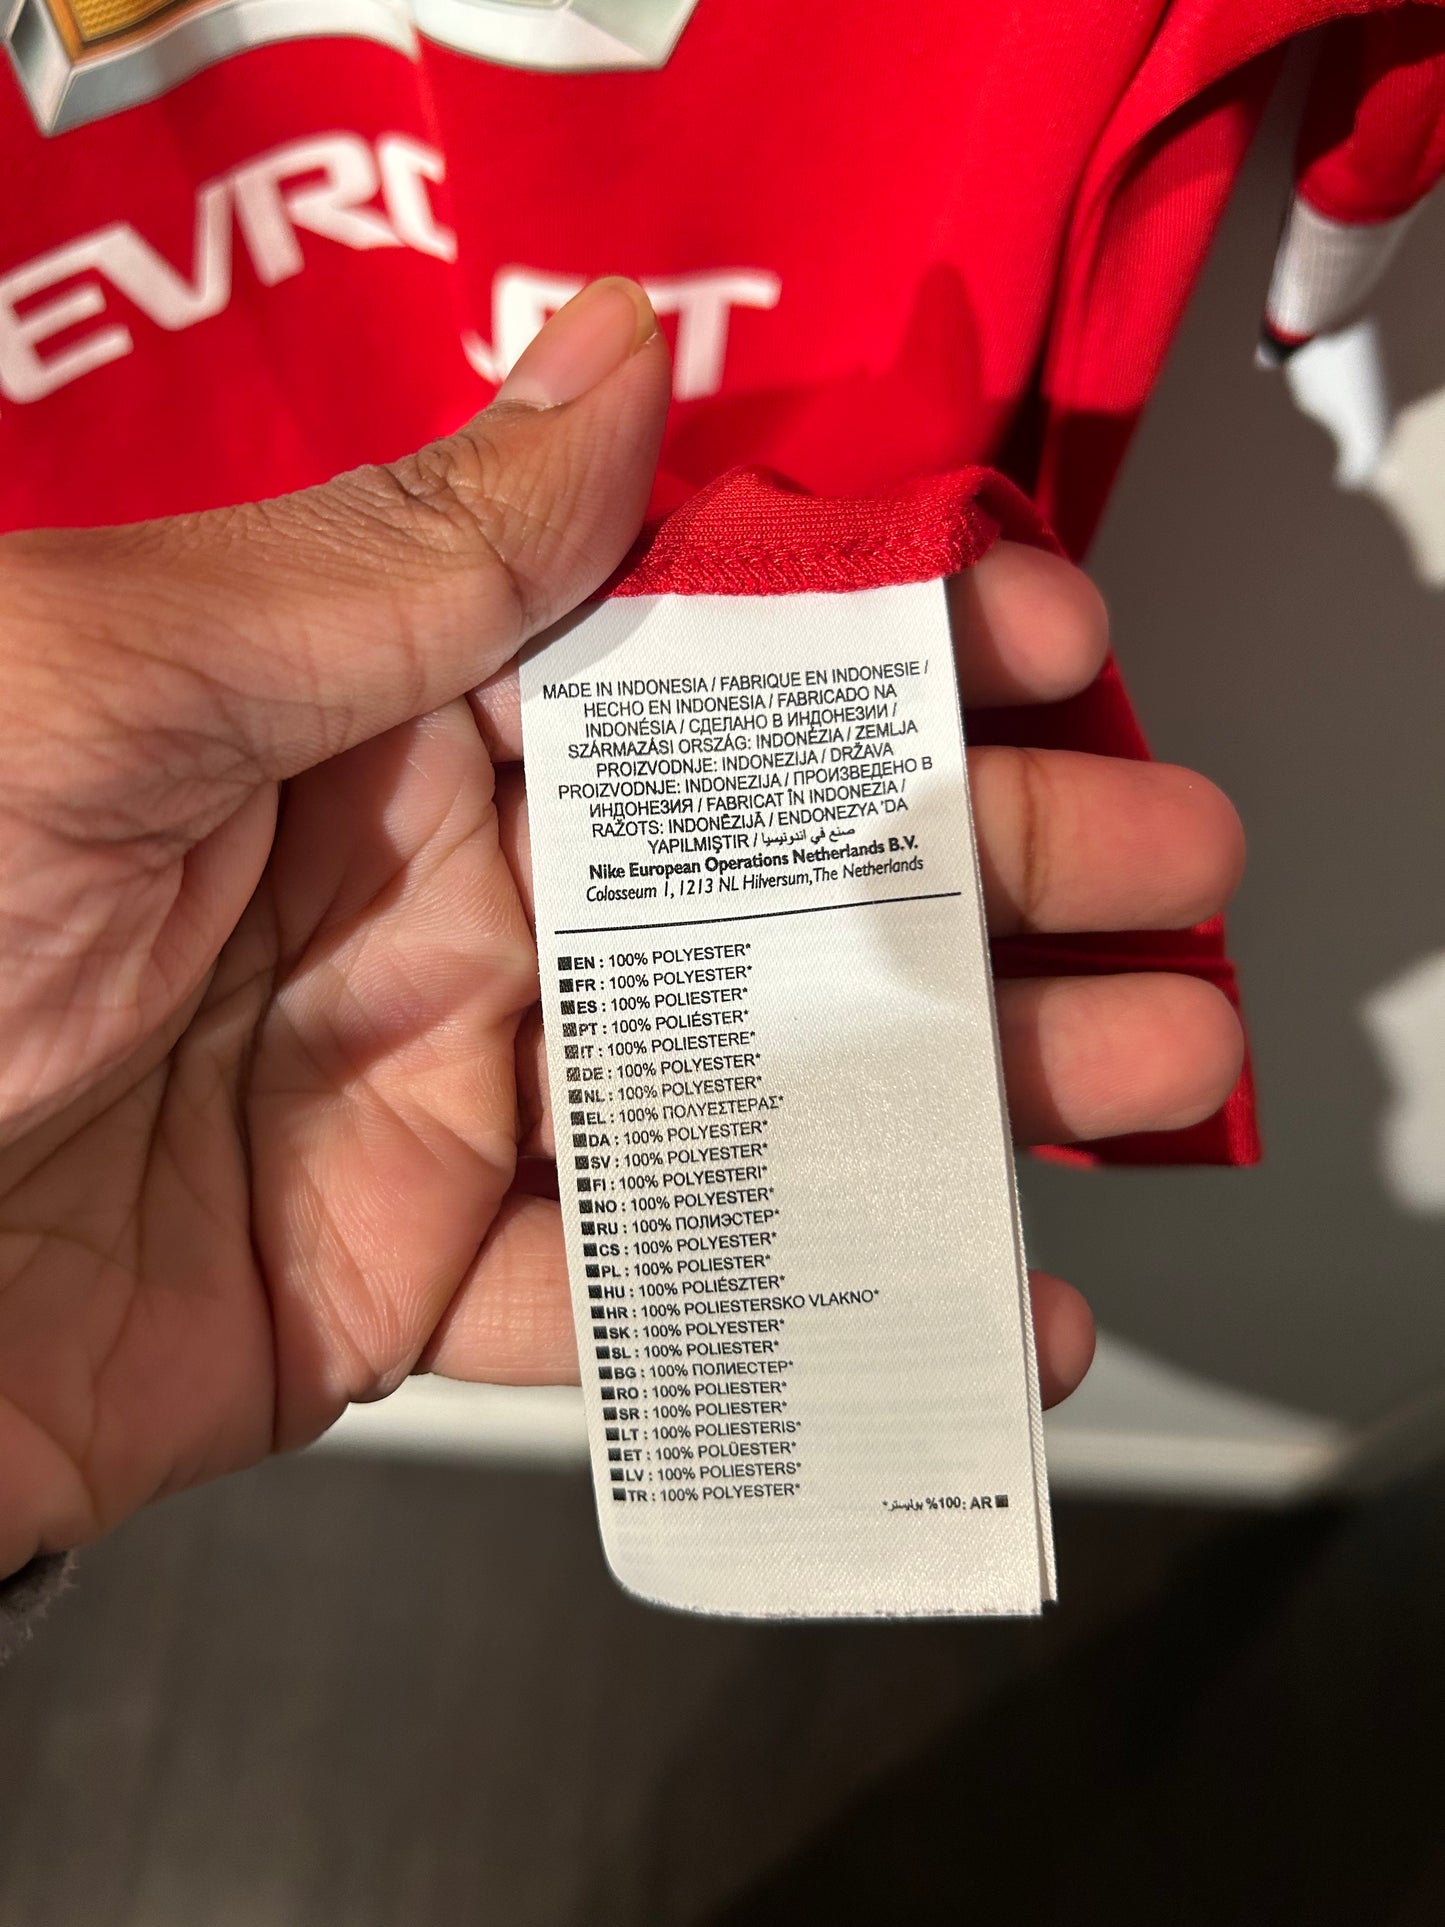 EVRO
ET
MADE IN INDONESIA / FABRIQUE EN INDONESIE /
HECHO EN INDONESIA / FABRICADO NA
INDONÉSIA / СДЕЛАНО В ИНДОНЕЗИИ /
SZÁRMAZÁSI ORSZÁG: INDONÉZIA / ZEMLJA
PROIZVODNJE: INDONEZIJA / DRŽAVA
PROIZVODNJE: INDONEZIJA / ПРОИЗВЕДЕНО В
ИНДОНЕЗИЯ / FABRICAT ÎN INDONEZIA /
RAŽOTS: INDONĒZIJĀ / ENDONEZYA 'DA
YAPILMIŞTIR / صنع في اندونيسيا
Nike European Operations Netherlands B.V.
Colosseum 1, 1213 NL Hilversum, The Netherlands
EN : 100% POLYESTER*
FR : 100% POLYESTER*
ES : 100% POLIESTER*
PT : 100% POLIÉSTER*
IT : 100% POLIESTERE*
DE : 100% POLYESTER*
NL : 100% POLYESTER*
EL : 100% ΠΟΛΥΕΣΤΕΡΑΣ*
DA : 100% POLYESTER*
SV : 100% POLYESTER*
FI : 100% POLYESTERI*
NO : 100% POLYESTER*
RU : 100% ПОЛИЭСТЕР*
CS : 100% POLYESTER*
PL : 100% POLIESTER*
HU : 100% POLIÉSZTER*
HR : 100% POLIESTERSKO VLAKNO*
SK : 100% POLYESTER*
SL : 100% POLIESTER*
BG : 100% ПОЛИЕСТЕР*
RO : 100% POLIESTER*
SR : 100% POLIESTER*
LT : 100% POLIESTERIS*
ET : 100% POLÜESTER*
LV : 100% POLIESTERS*
TR : 100% POLYESTER*
AR :100% بوليستر*